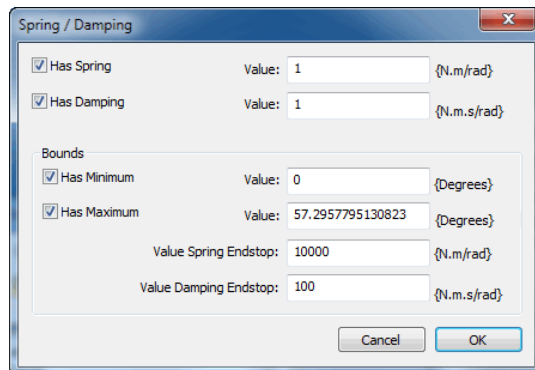 Spring / Damping
Has Spring Value: 1 {N.m/rad}
Has Damping Value: 1 {N.m.s/rad}
Bounds
Has Minimum Value: 0 {Degrees}
Has Maximum Value: 57.2957795130823 {Degrees}
Value Spring Endstop: 10000 {N.m/rad}
Value Damping Endstop: 100 {N.m.s/rad}
Cancel OK